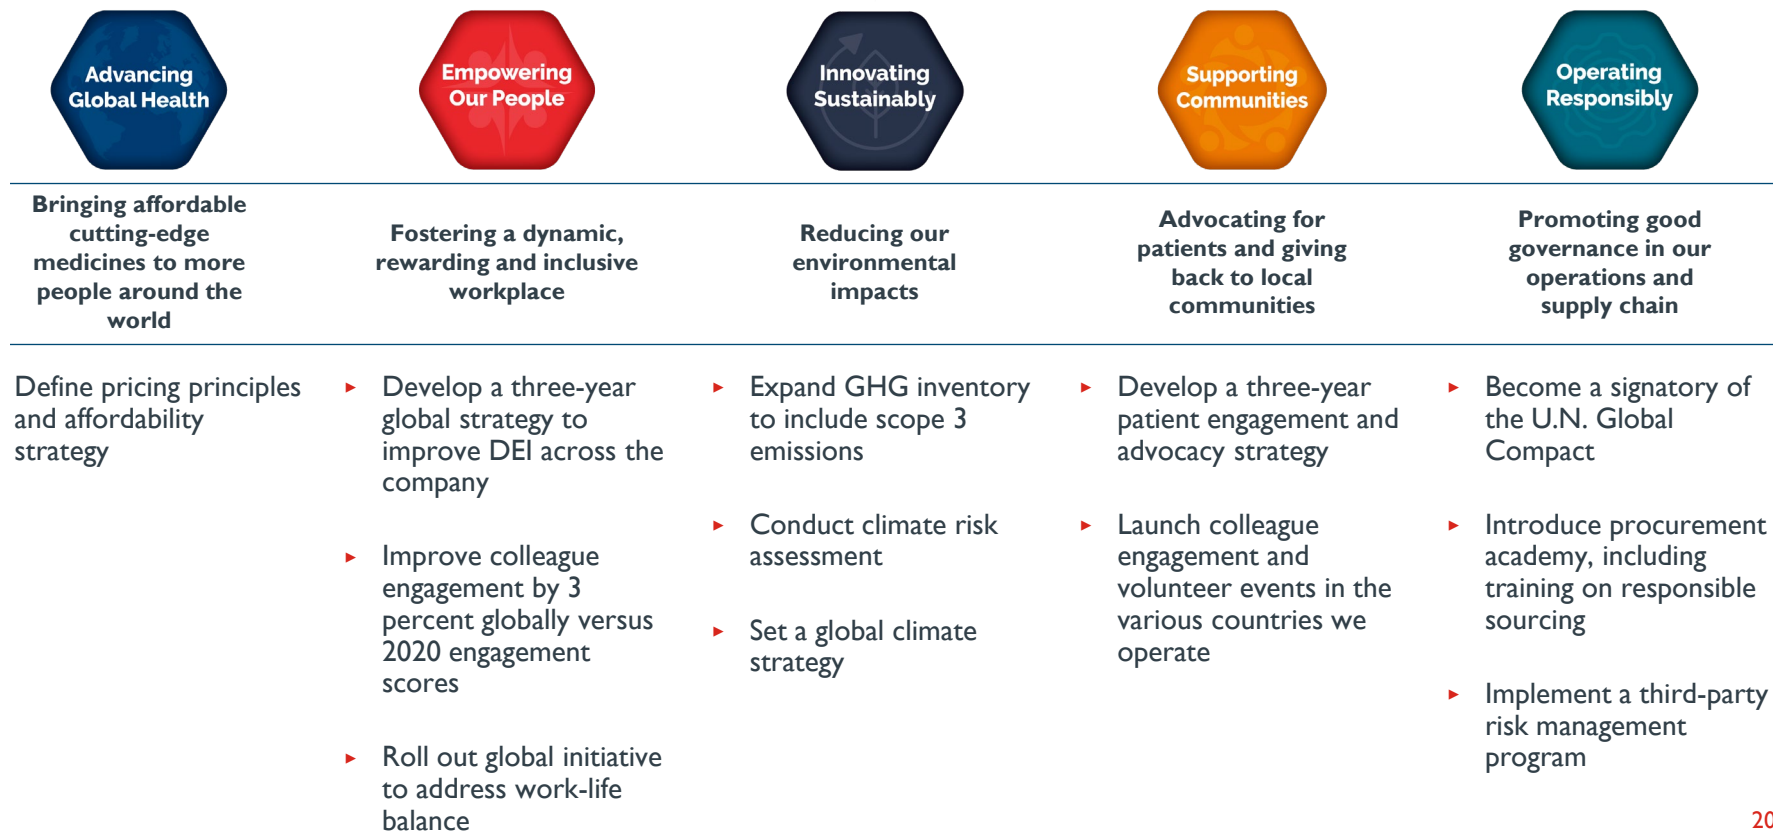 Advancing
Global Health
Empowering
Our People
Innovating
Sustainably
Supporting
Communities
Operating
Responsibly
Bringing affordable
cutting-edge
medicines to more
people around the
world
Fostering a dynamic,
rewarding and inclusive
workplace
Reducing our
environmental
impacts
Advocating for
patients and giving
back to local
communities
Promoting good
governance in our
operations and
supply chain
Define pricing principles
and affordability
strategy
▸ Develop a three-year
global strategy to
improve DEI across the
company
▸ Improve colleague
engagement by 3
percent globally versus
2020 engagement
scores
▸ Roll out global initiative
to address work-life
balance
▸ Expand GHG inventory
to include scope 3
emissions
▸ Conduct climate risk
assessment
▸ Set a global climate
strategy
▸ Develop a three-year
patient engagement and
advocacy strategy
▸ Launch colleague
engagement and
volunteer events in the
various countries we
operate
▸ Become a signatory of
the U.N. Global
Compact
▸ Introduce procurement
academy, including
training on responsible
sourcing
▸ Implement a third-party
risk management
program
20